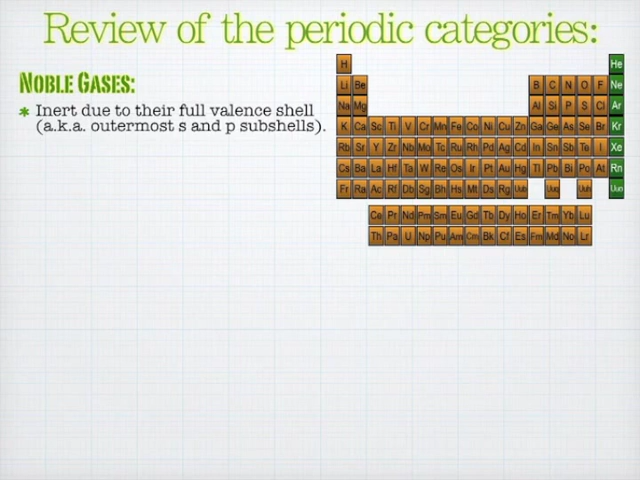 Review of the periodic categories:
NOBLE GASES:
* Inert due to their full valence shell
(a.k.a. outermost s and p subshells).
H He
Li Be B C N O F Ne
Na Mg Al Si P S Cl Ar
K Ca Sc Ti V Cr Mn Fe Co Ni Cu Zn Ga Ge As Se Br Kr
Rb Sr Y Zr Nb Mo Tc Ru Rh Pd Ag Cd In Sn Sb Te I Xe
Cs Ba La Hf Ta W Re Os Ir Pt Au Hg Tl Pb Bi Po At Rn
Fr Ra Ac Rf Db Sg Bh Hs Mt Ds Rg Uub Uuq Uuh Uuo
Ce Pr Nd Pm Sm Eu Gd Tb Dy Ho Er Tm Yb Lu
Th Pa U Np Pu Am Cm Bk Cf Es Fm Md No Lr